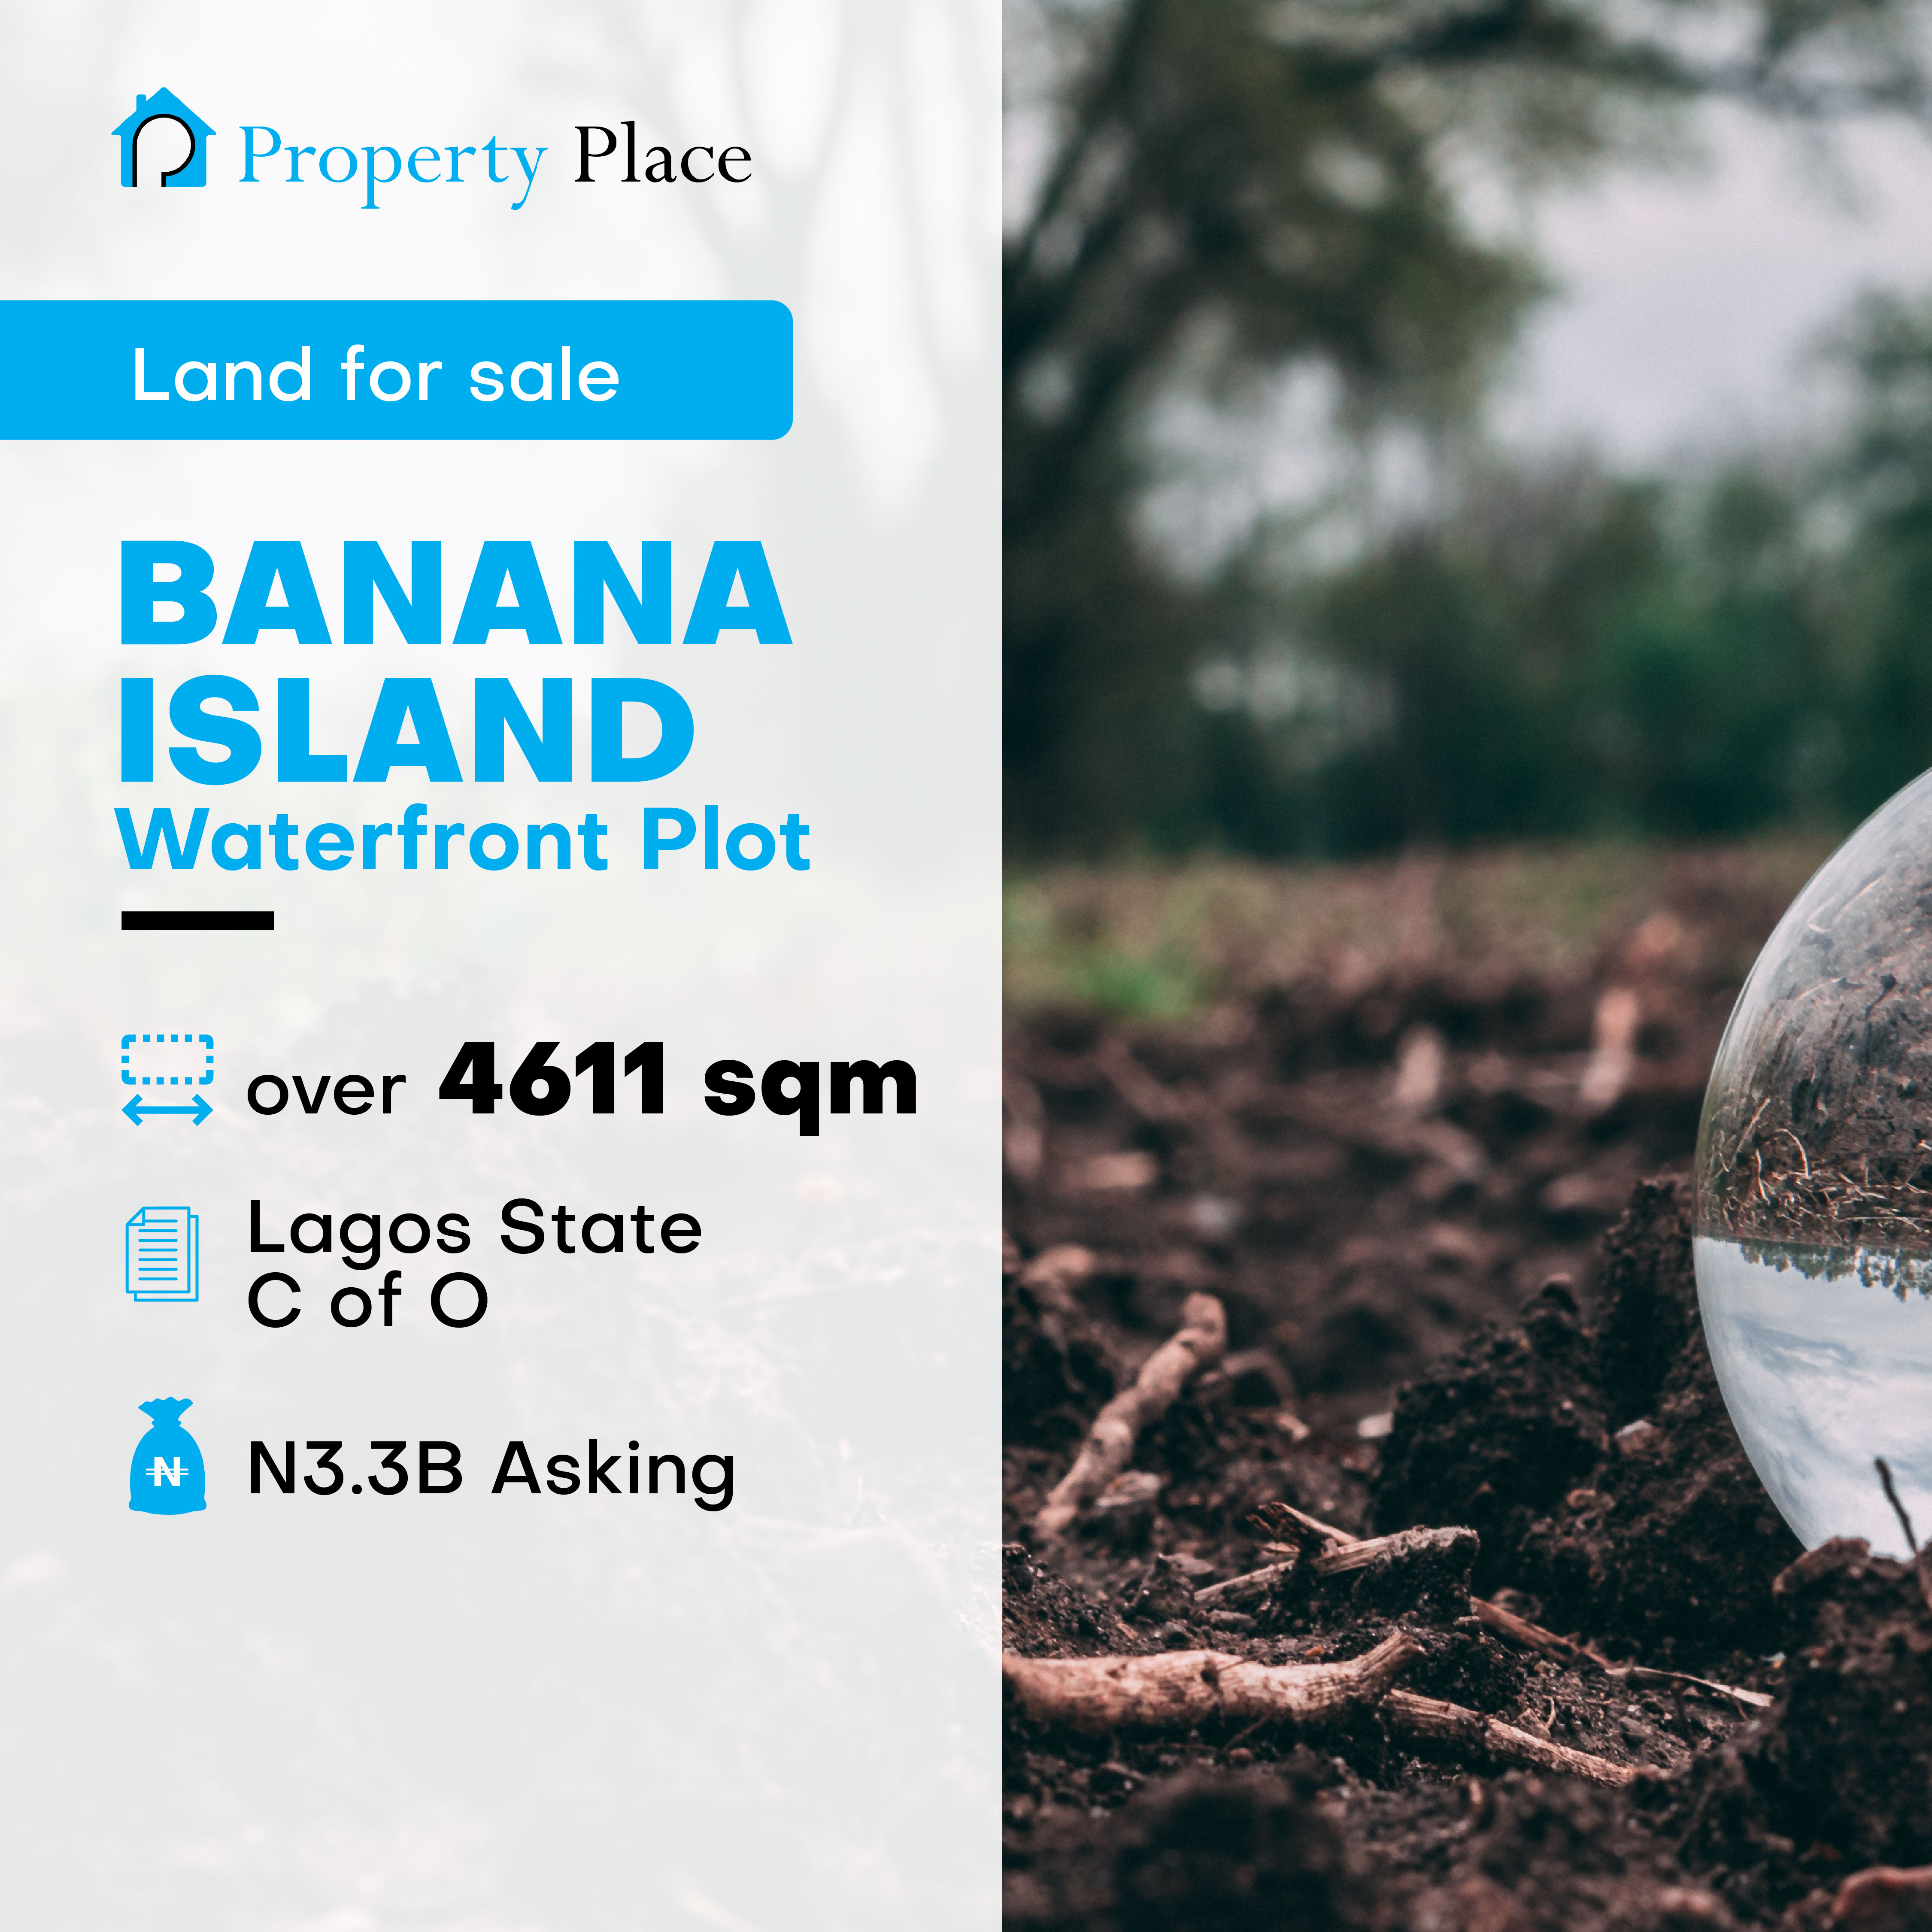 Property Place
Land for sale
BANANA
ISLAND
Waterfront Plot
over 4611 sqm
Lagos State
C of O
N
N3.3B Asking